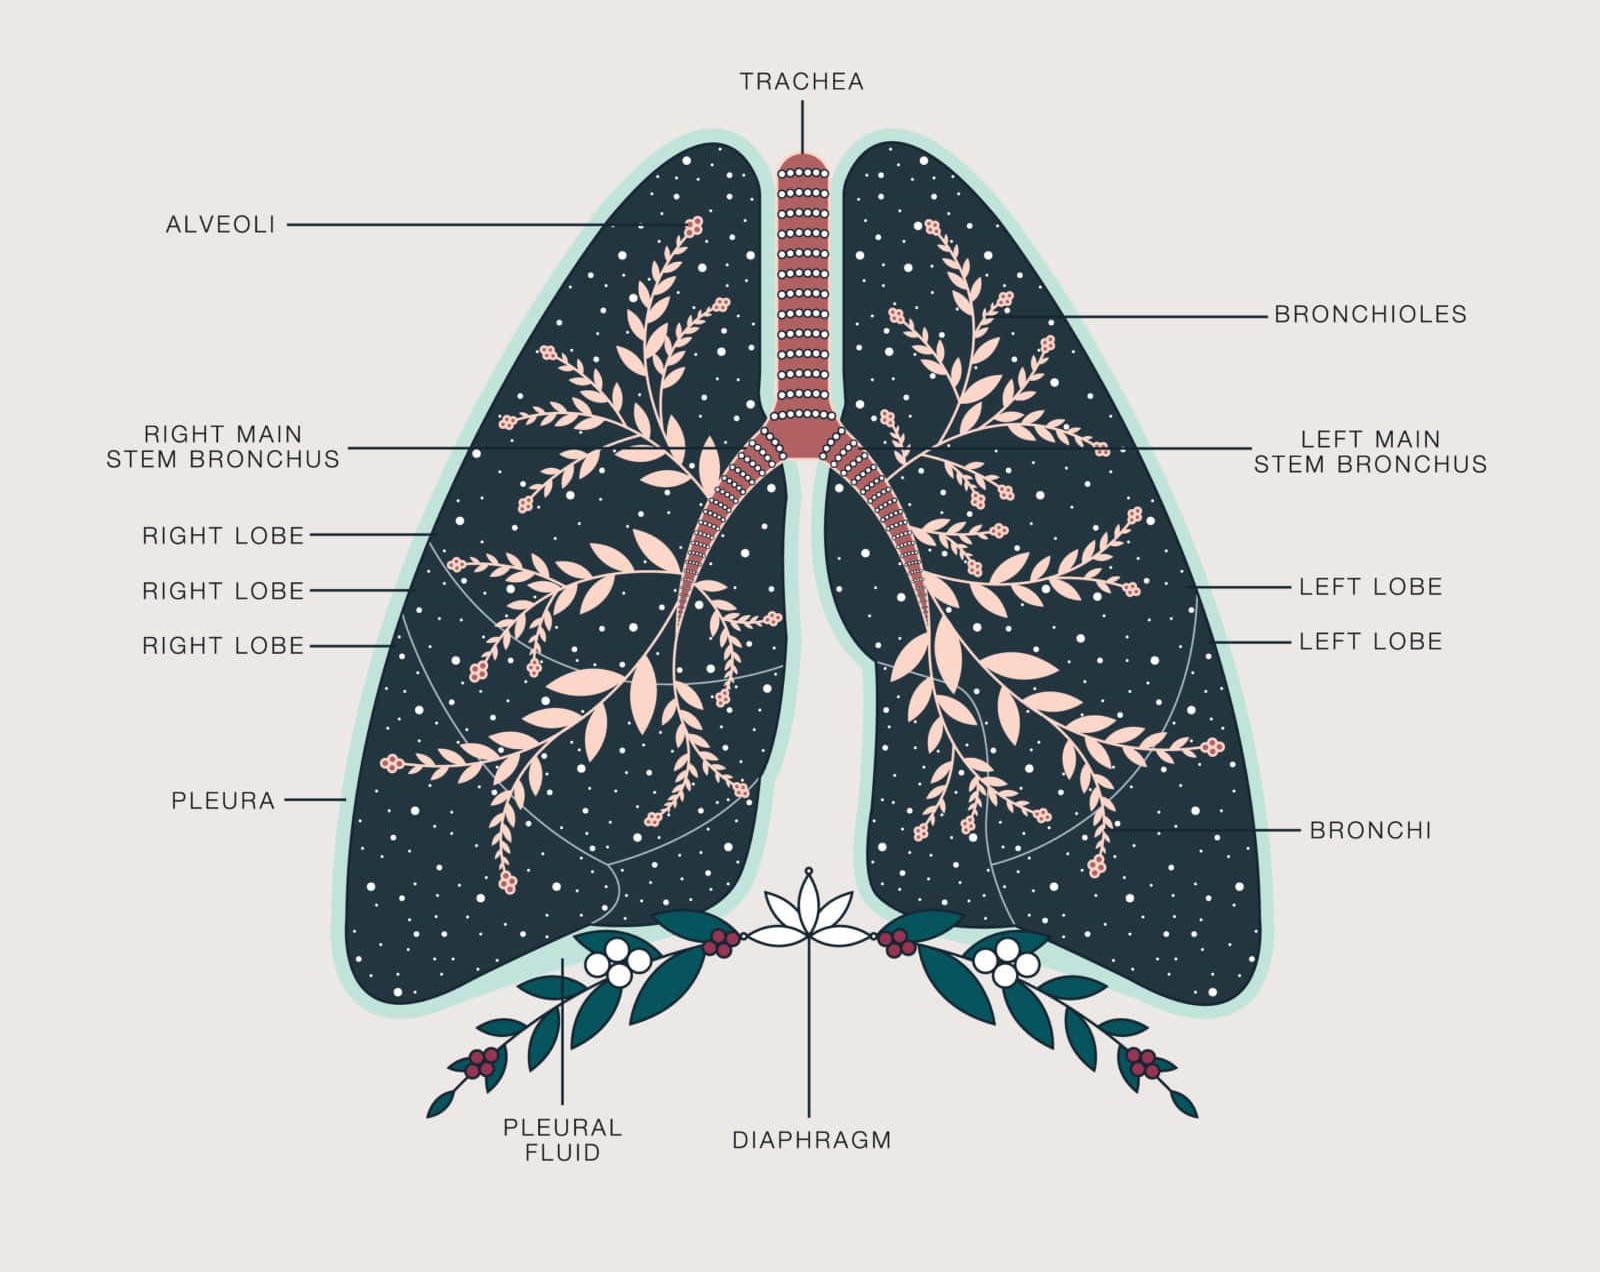 TRACHEA
ALVEOLI
BRONCHIOLES
RIGHT MAIN
STEM BRONCHUS
LEFT MAIN
STEM BRONCHUS
RIGHT LOBE
RIGHT LOBE
RIGHT LOBE
LEFT LOBE
LEFT LOBE
PLEURA
BRONCHI
PLEURAL
FLUID
DIAPHRAGM